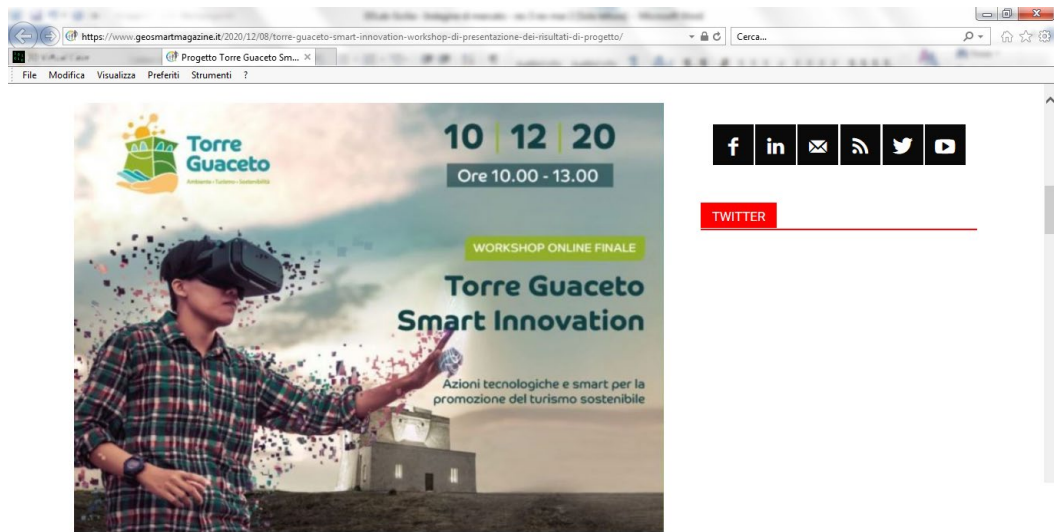 https://www.geosmartmagazine.it/2020/12/08/torre-guaceto-smart-innovation-workshop-di-presentazione-dei-risultati-di-progetto/
Cerca...
Progetto Torre Guaceto Sm...
File Modifica Visualizza Preferiti Strumenti ?
Torre
Guaceto
Ambiente • Turismo • Sostenibilità
10 | 12 | 20
Ore 10.00 - 13.00
WORKSHOP ONLINE FINALE
Torre Guaceto
Smart Innovation
Azioni tecnologiche e smart per la
promozione del turismo sostenibile
TWITTER